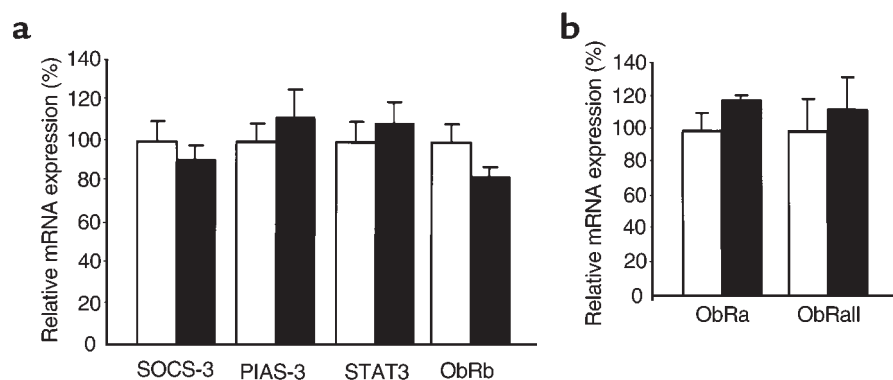 a
Relative mRNA expression (%)
140
120
100
80
60
40
20
0
SOCS-3 PIAS-3 STAT3 ObRb
b
Relative mRNA expression (%)
140
120
100
80
60
40
20
0
ObRa ObRall